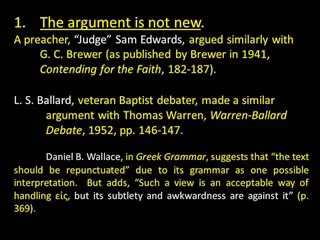 1. The argument is not new.
A preacher, “Judge” Sam Edwards, argued similarly with
G. C. Brewer (as published by Brewer in 1941,
Contending for the Faith, 182-187).
L. S. Ballard, veteran Baptist debater, made a similar
argument with Thomas Warren, Warren-Ballard
Debate, 1952, pp. 146-147.
Daniel B. Wallace, in Greek Grammar, suggests that “the text
should be repunctuated” due to its grammar as one possible
interpretation. But adds, “Such a view is an acceptable way of
handling εἰς, but its subtlety and awkwardness are against it” (p.
369).